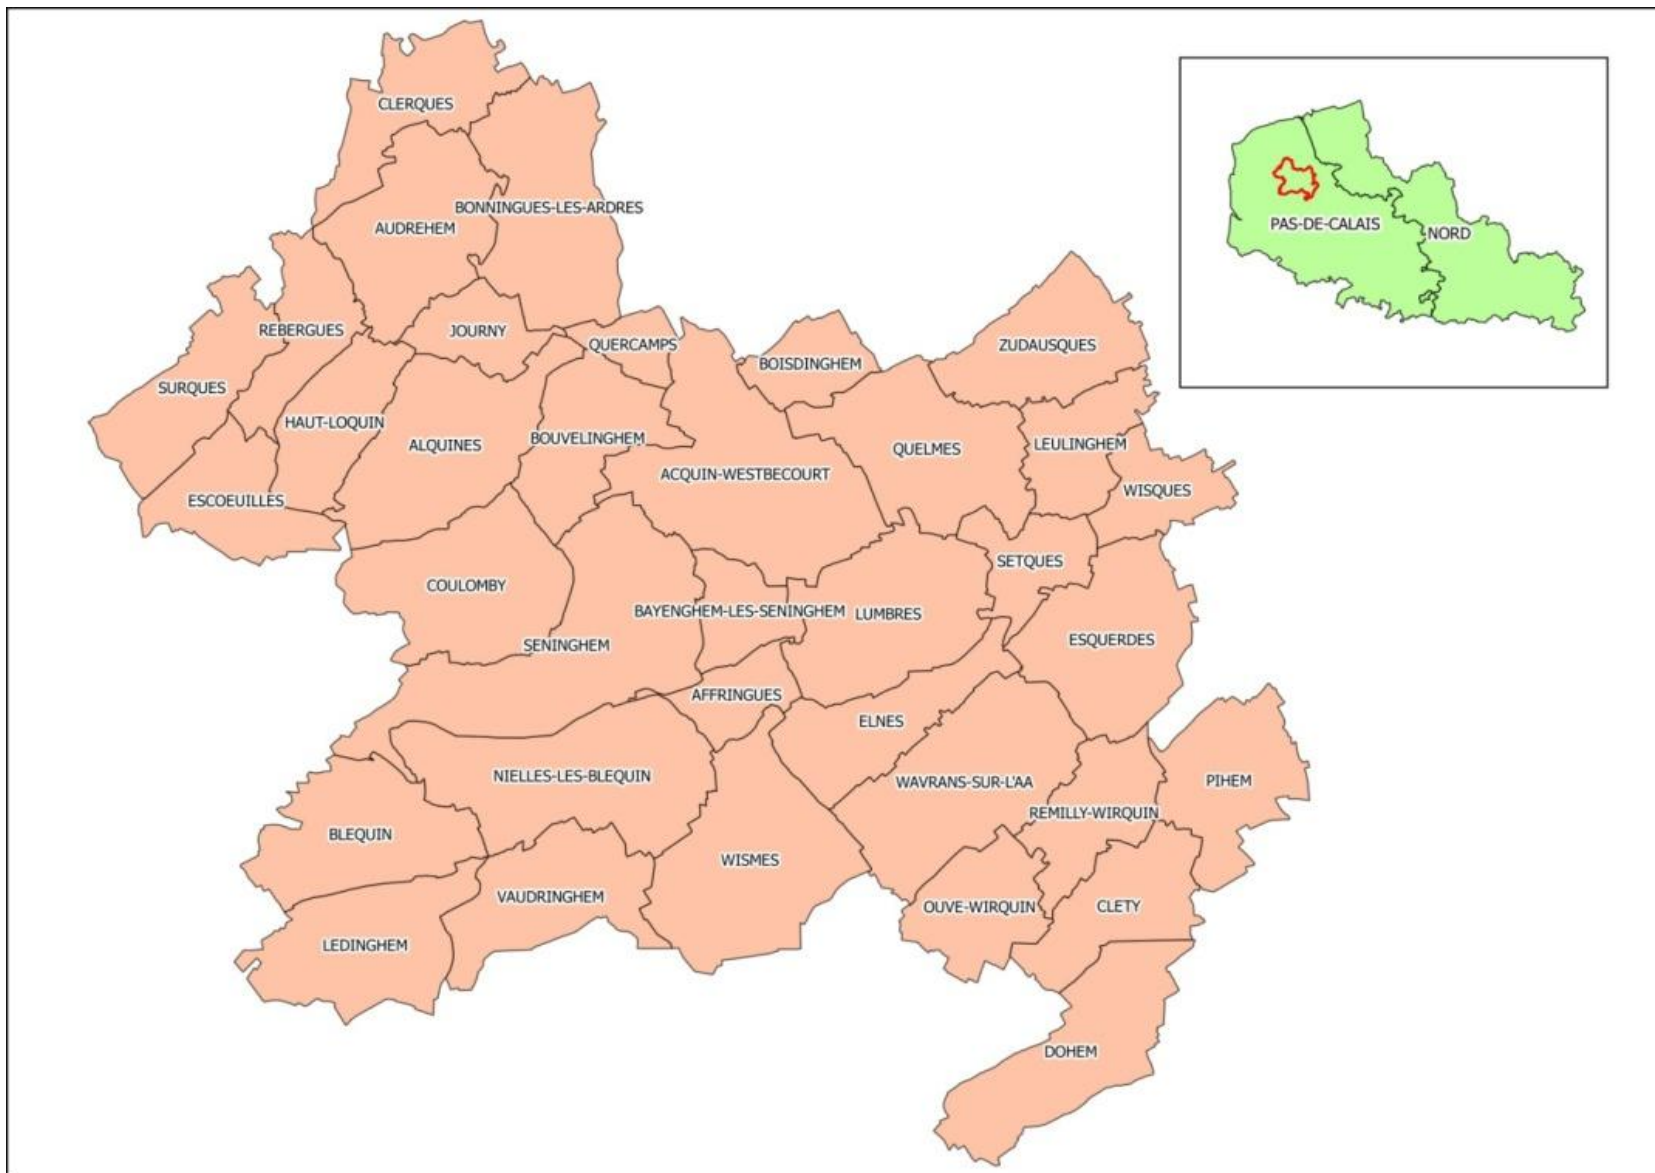 CLERQUES
BONNINGUES-LES-ARDRES
AUDREHEM
PAS-DE-CALAIS
NORD
REBERGUES
JOURNY
QUERCAMPS
ZUDAUSQUES
BOISDINGHEM
SURQUES
HAUT-LOQUIN
ALQUINES
BOUVELINGHEM
LEULINGHEM
QUELMES
ACQUIN-WESTBECOURT
WISQUES
ESCOEUILLES
SETQUES
COULOMBY
BAYENGHEM-LES-SENINGHEM
LUMBRES
ESQUERDES
SENINGHEM
AFFRINGUES
ELNES
NIELLES-LES-BLEQUIN
WAVRANS-SUR-L'AA
PIHEM
REMILLY-WIRQUIN
BLEQUIN
WISMES
VAUDRINGHEM
OUVE-WIRQUIN
CLETY
LEDINGHEM
DOHEM